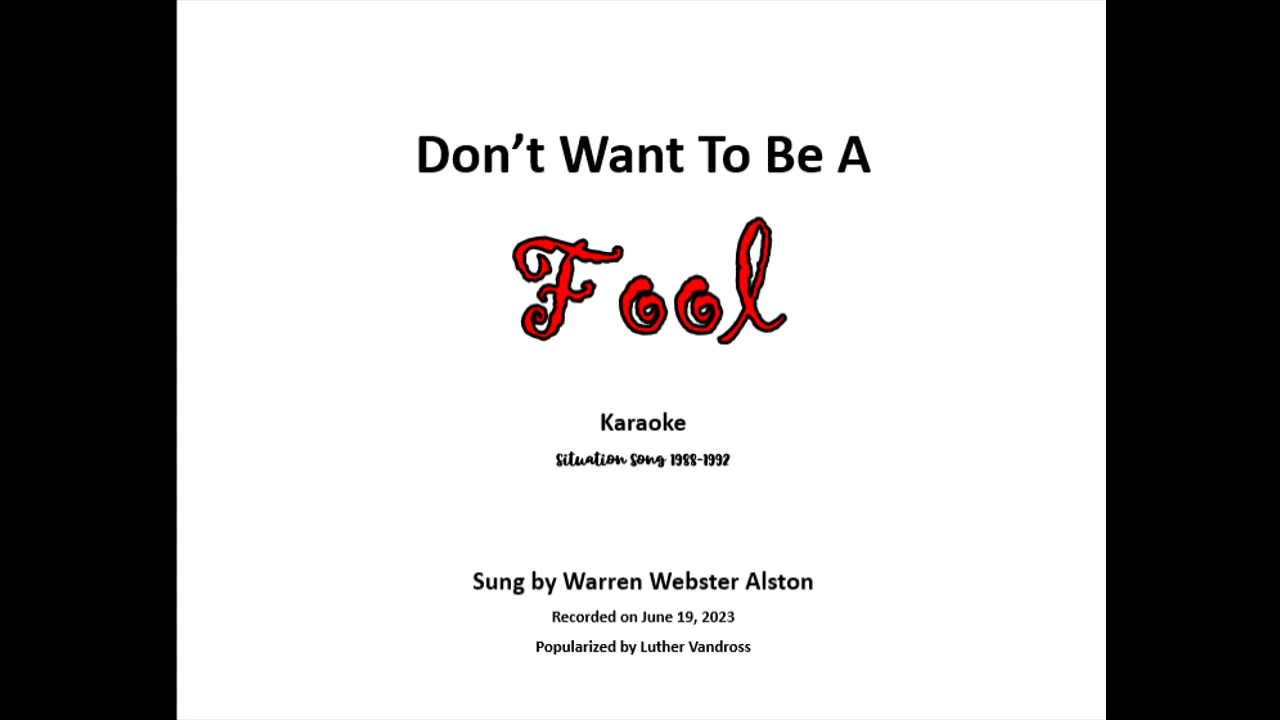 Don’t Want To Be A
Fool
Karaoke
Situation Song 1988-1992
Sung by Warren Webster Alston
Recorded on June 19, 2023
Popularized by Luther Vandross